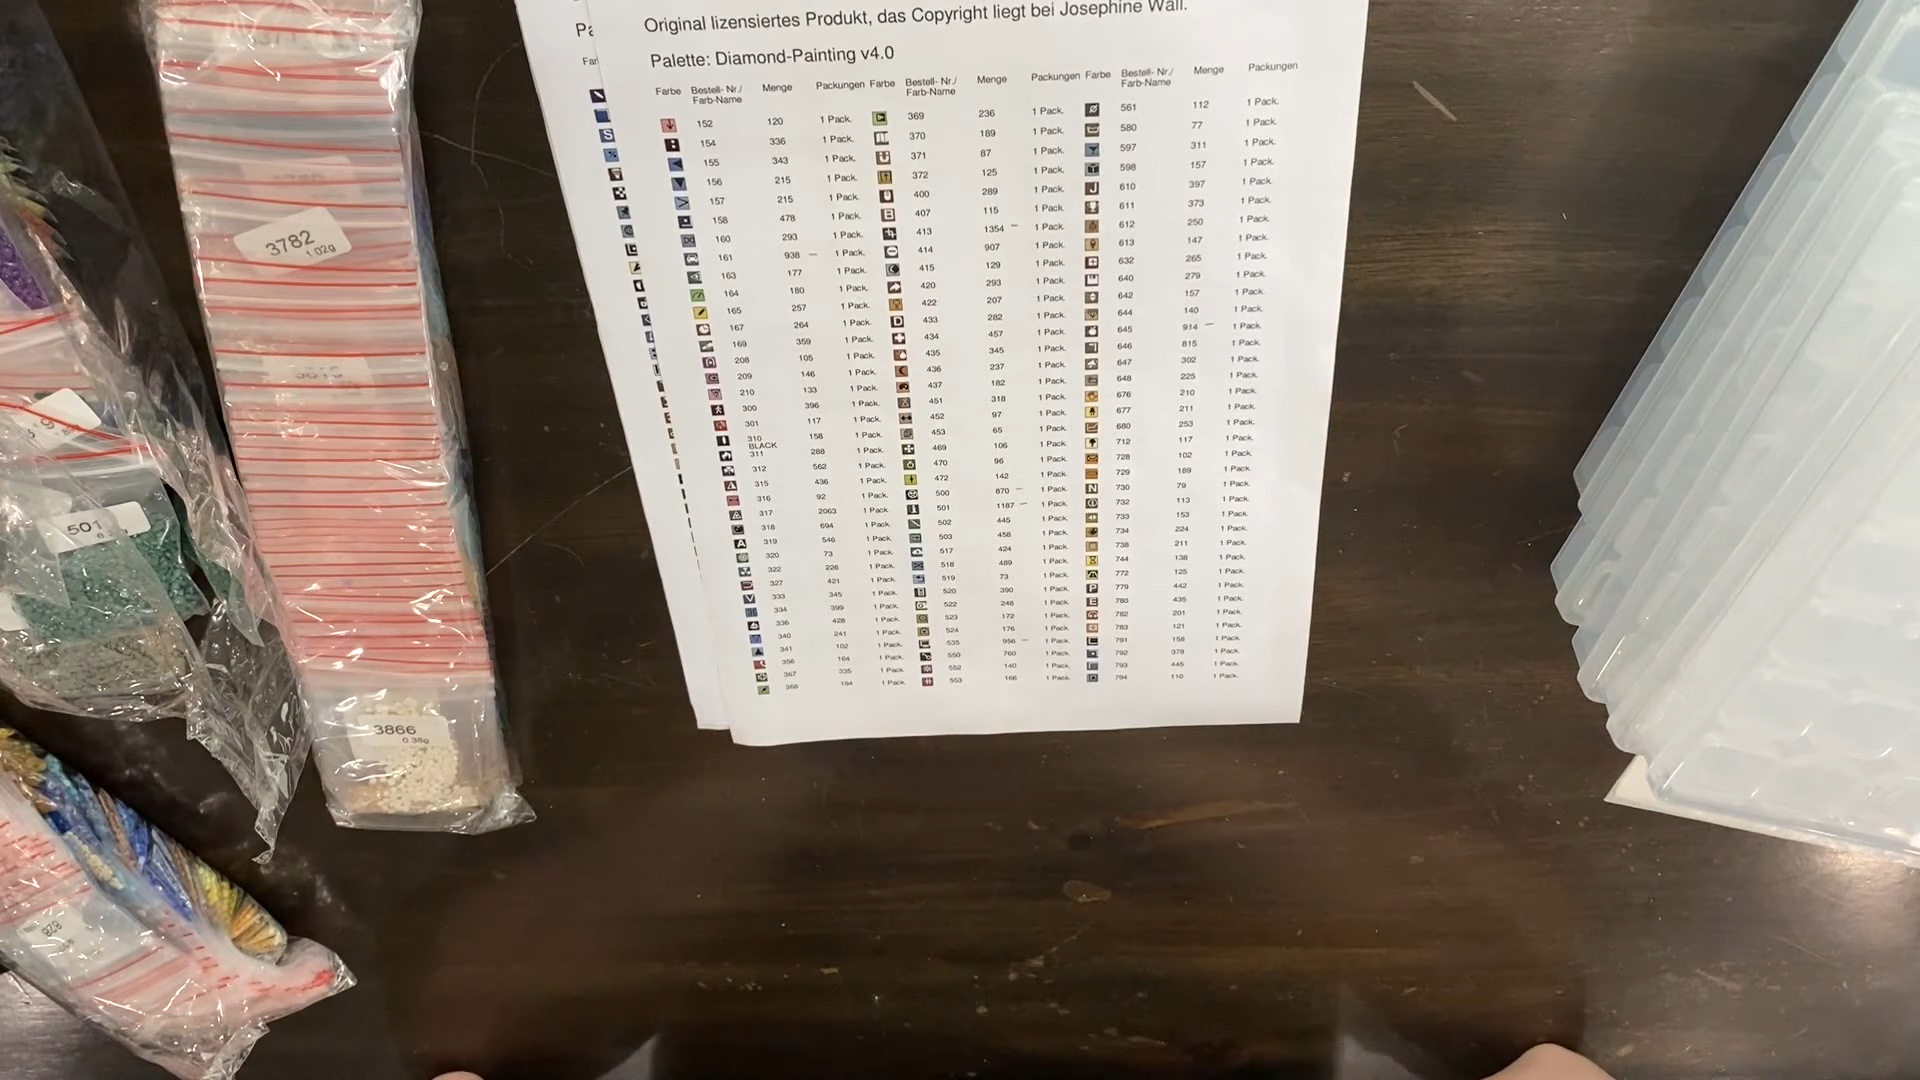 Original lizensiertes Produkt, das Copyright liegt bei Josephine Wall.
Palette: Diamond-Painting v4.0
Farbe Bestell- Nr./ Farb-Name Menge Packungen Farbe Bestell- Nr./ Farb-Name Menge Packungen Farbe Bestell- Nr./ Farb-Name Menge Packungen
152 120 1 Pack. 369 236 1 Pack. 561 112 1 Pack.
154 336 1 Pack. 370 189 1 Pack. 580 77 1 Pack.
155 343 1 Pack. 371 87 1 Pack. 597 311 1 Pack.
156 215 1 Pack. 372 125 1 Pack. 598 157 1 Pack.
157 215 1 Pack. 400 289 1 Pack. 610 397 1 Pack.
158 478 1 Pack. 407 115 1 Pack. 611 373 1 Pack.
160 293 1 Pack. 413 1354 1 Pack. 612 250 1 Pack.
161 938 1 Pack. 414 907 1 Pack. 613 147 1 Pack.
163 177 1 Pack. 415 129 1 Pack. 632 265 1 Pack.
164 180 1 Pack. 420 293 1 Pack. 640 279 1 Pack.
165 257 1 Pack. 422 207 1 Pack. 642 157 1 Pack.
167 264 1 Pack. 433 282 1 Pack. 644 140 1 Pack.
169 359 1 Pack. 434 457 1 Pack. 645 914 1 Pack.
208 105 1 Pack. 435 345 1 Pack. 646 815 1 Pack.
209 146 1 Pack. 436 237 1 Pack. 647 302 1 Pack.
210 133 1 Pack. 437 182 1 Pack. 648 225 1 Pack.
300 396 1 Pack. 451 318 1 Pack. 676 210 1 Pack.
301 117 1 Pack. 452 97 1 Pack. 677 211 1 Pack.
310 BLACK 158 1 Pack. 453 65 1 Pack. 680 253 1 Pack.
311 288 1 Pack. 469 106 1 Pack. 712 117 1 Pack.
312 562 1 Pack. 470 96 1 Pack. 728 102 1 Pack.
315 436 1 Pack. 472 142 1 Pack. 729 189 1 Pack.
316 92 1 Pack. 500 870 1 Pack. 730 79 1 Pack.
317 2063 1 Pack. 501 1187 1 Pack. 732 113 1 Pack.
318 694 1 Pack. 502 445 1 Pack. 733 153 1 Pack.
319 546 1 Pack. 503 458 1 Pack. 734 224 1 Pack.
320 73 1 Pack. 517 424 1 Pack. 738 211 1 Pack.
322 226 1 Pack. 518 489 1 Pack. 744 138 1 Pack.
327 421 1 Pack. 519 73 1 Pack. 772 125 1 Pack.
333 345 1 Pack. 520 390 1 Pack. 779 442 1 Pack.
334 399 1 Pack. 522 248 1 Pack. 780 435 1 Pack.
336 428 1 Pack. 523 172 1 Pack. 782 201 1 Pack.
340 241 1 Pack. 524 176 1 Pack. 783 121 1 Pack.
341 102 1 Pack. 535 956 1 Pack. 791 158 1 Pack.
356 164 1 Pack. 550 760 1 Pack. 792 378 1 Pack.
367 335 1 Pack. 552 140 1 Pack. 793 445 1 Pack.
368 194 1 Pack. 553 166 1 Pack. 794 110 1 Pack.
3782
1.02g
501
3866
0.38g
828